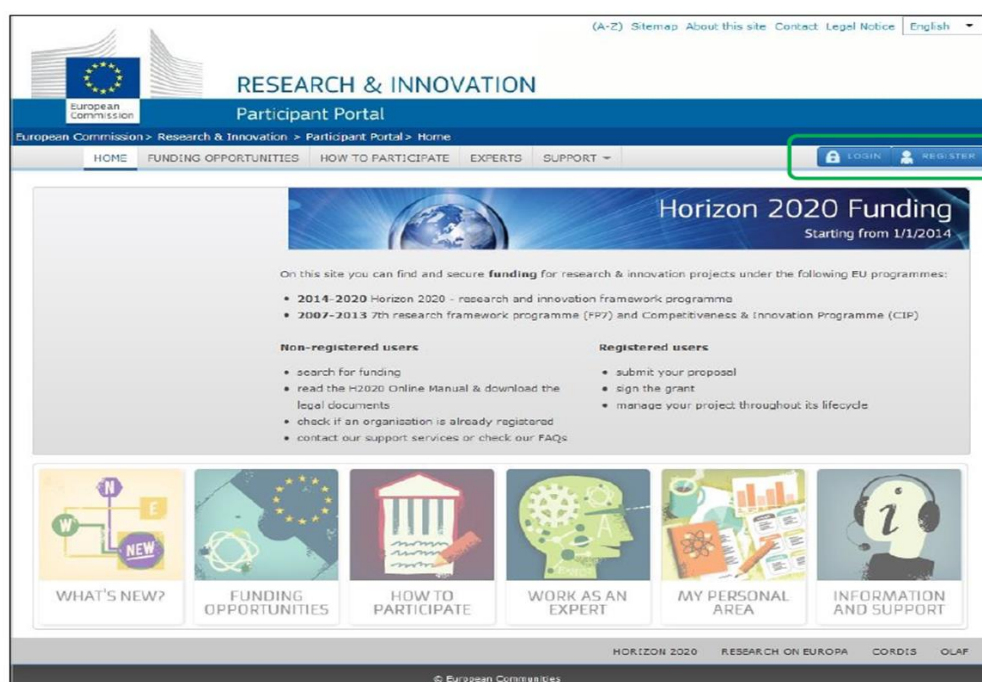 (A-Z) Sitemap About this site Contact Legal Notice English
European
Commission
RESEARCH & INNOVATION
Participant Portal
European Commission > Research & Innovation > Participant Portal > Home
HOME FUNDING OPPORTUNITIES HOW TO PARTICIPATE EXPERTS SUPPORT
LOGIN REGISTER
Horizon 2020 Funding
Starting from 1/1/2014
On this site you can find and secure funding for research & innovation projects under the following EU programmes:
• 2014-2020 Horizon 2020 - research and innovation framework programme
• 2007-2013 7th research framework programme (FP7) and Competitiveness & Innovation Programme (CIP)
Non-registered users
• search for funding
• read the H2020 Online Manual & download the
legal documents
• check if an organisation is already registered
• contact our support services or check our FAQs
Registered users
• submit your proposal
• sign the grant
• manage your project throughout its lifecycle
N
E
W
NEW
A
i
WHAT'S NEW?
FUNDING
OPPORTUNITIES
HOW TO
PARTICIPATE
WORK AS AN
EXPERT
MY PERSONAL
AREA
INFORMATION
AND SUPPORT
HORIZON 2020 RESEARCH ON EUROPA CORDIS OLAF
© European Communities